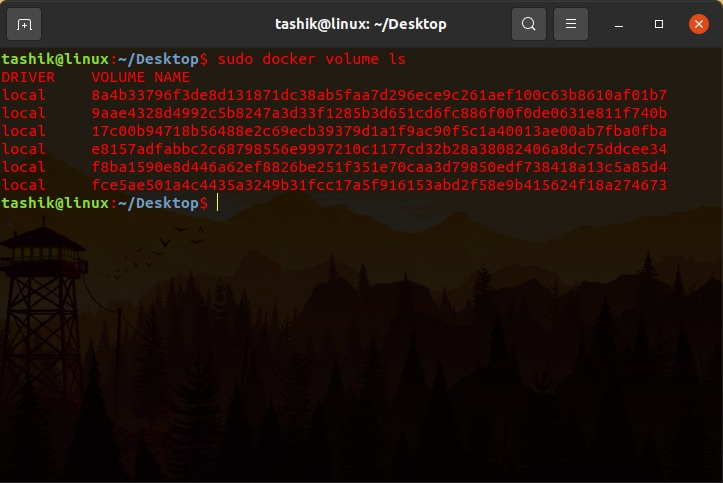 tashik@linux: ~/Desktop
tashik@linux:~/Desktop$ sudo docker volume ls
DRIVER    VOLUME NAME
local     8a4b33796f3de8d131871dc38ab5faa7d296ece9c261aef100c63b8610af01b7
local     9aae4328d4992c5b8247a3d33f1285b3d651cd6fc886f00f0de0631e811f740b
local     17c00b94718b56488e2c69ecb39379d1a1f9ac90f5c1a40013ae00ab7fba0fba
local     e8157adfabbc2c68798556e9997210c1177cd32b28a38082406a8dc75ddcee34
local     f8ba1590e8d446a62ef8826be251f351e70caa3d79850edf738418a13c5a85d4
local     fce5ae501a4c4435a3249b31fcc17a5f916153abd2f58e9b415624f18a274673
tashik@linux:~/Desktop$